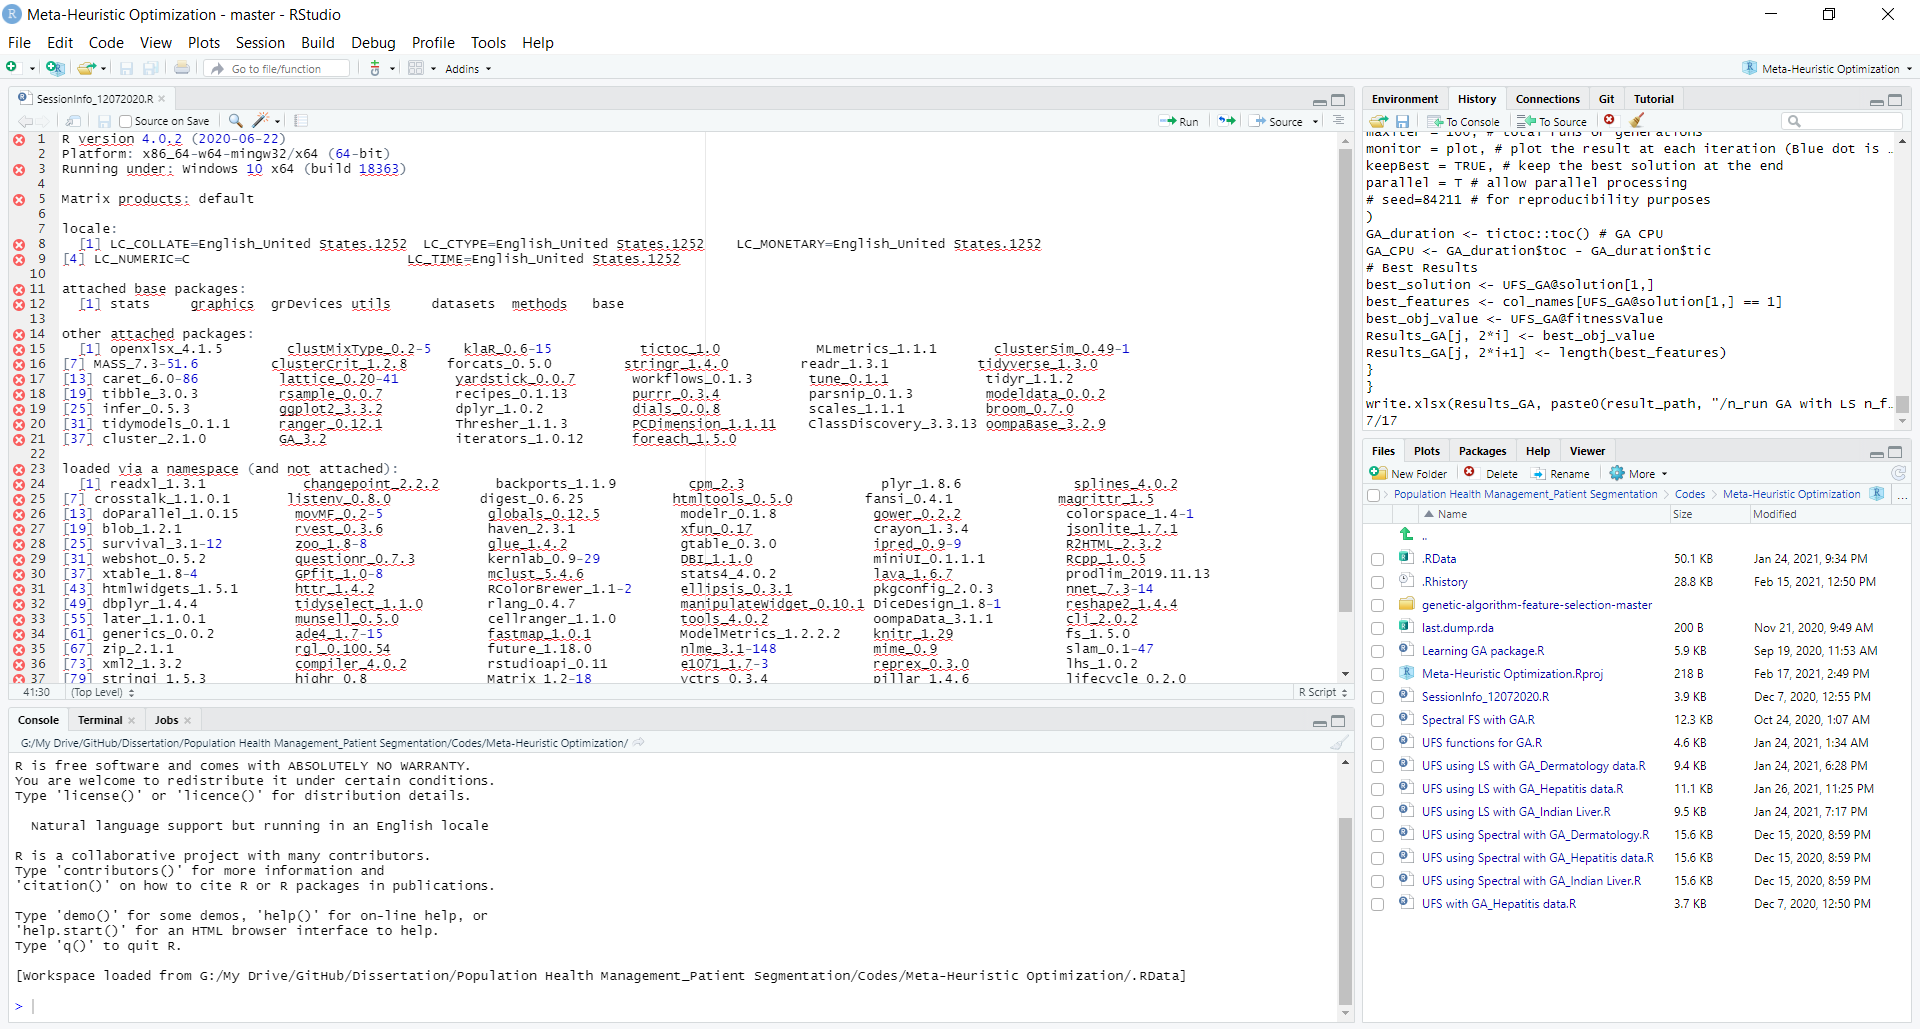 Meta-Heuristic Optimization - master - RStudio
File Edit Code View Plots Session Build Debug Profile Tools Help
Go to file/function Addins Meta-Heuristic Optimization
SessionInfo_12072020.R
Source on Save Run Source
1 R version 4.0.2 (2020-06-22)
2 Platform: x86_64-w64-mingw32/x64 (64-bit)
3 Running under: Windows 10 x64 (build 18363)
4
5 Matrix products: default
6
7 locale:
8 [1] LC_COLLATE=English_United States.1252 LC_CTYPE=English_United States.1252 LC_MONETARY=English_United States.1252
9 [4] LC_NUMERIC=C LC_TIME=English_United States.1252
10
11 attached base packages:
12 [1] stats graphics grDevices utils datasets methods base
13
14 other attached packages:
15 [1] openxlsx_4.1.5 clustMixType_0.2-5 klaR_0.6-15 tictoc_1.0 MLmetrics_1.1.1 clusterSim_0.49-1
16 [7] MASS_7.3-51.6 clusterCrit_1.2.8 forcats_0.5.0 stringr_1.4.0 readr_1.3.1 tidyverse_1.3.0
17 [13] caret_6.0-86 lattice_0.20-41 yardstick_0.0.7 workflows_0.1.3 tune_0.1.1 tidyr_1.1.2
18 [19] tibble_3.0.3 rsample_0.0.7 recipes_0.1.13 purrr_0.3.4 parsnip_0.1.3 modeldata_0.0.2
19 [25] infer_0.5.3 ggplot2_3.3.2 dplyr_1.0.2 dials_0.0.8 scales_1.1.1 broom_0.7.0
20 [31] tidymodels_0.1.1 ranger_0.12.1 Thresher_1.1.3 PCDimension_1.1.11 ClassDiscovery_3.3.13 oompaBase_3.2.9
21 [37] cluster_2.1.0 GA_3.2 iterators_1.0.12 foreach_1.5.0
22
23 loaded via a namespace (and not attached):
24 [1] readxl_1.3.1 changepoint_2.2.2 backports_1.1.9 cpm_2.3 plyr_1.8.6 splines_4.0.2
25 [7] crosstalk_1.1.0.1 listenv_0.8.0 digest_0.6.25 htmltools_0.5.0 fansi_0.4.1 magrittr_1.5
26 [13] doParallel_1.0.15 movMF_0.2-5 globals_0.12.5 modelr_0.1.8 gower_0.2.2 colorspace_1.4-1
27 [19] blob_1.2.1 rvest_0.3.6 haven_2.3.1 xfun_0.17 crayon_1.3.4 jsonlite_1.7.1
28 [25] survival_3.1-12 zoo_1.8-8 glue_1.4.2 gtable_0.3.0 ipred_0.9-9 R2HTML_2.3.2
29 [31] webshot_0.5.2 questionr_0.7.3 kernlab_0.9-29 DBI_1.1.0 miniUI_0.1.1.1 Rcpp_1.0.5
30 [37] xtable_1.8-4 GPfit_1.0-8 mclust_5.4.6 stats4_4.0.2 lava_1.6.7 prodlim_2019.11.13
31 [43] htmlwidgets_1.5.1 httr_1.4.2 RColorBrewer_1.1-2 ellipsis_0.3.1 pkgconfig_2.0.3 nnet_7.3-14
32 [49] dbplyr_1.4.4 tidyselect_1.1.0 rlang_0.4.7 manipulateWidget_0.10.1 DiceDesign_1.8-1 reshape2_1.4.4
33 [55] later_1.1.0.1 munsell_0.5.0 cellranger_1.1.0 tools_4.0.2 oompaData_3.1.1 cli_2.0.2
34 [61] generics_0.0.2 ade4_1.7-15 fastmap_1.0.1 ModelMetrics_1.2.2.2 knitr_1.29 fs_1.5.0
35 [67] zip_2.1.1 rgl_0.100.54 future_1.18.0 nlme_3.1-148 mime_0.9 slam_0.1-47
36 [73] xml2_1.3.2 compiler_4.0.2 rstudioapi_0.11 e1071_1.7-3 reprex_0.3.0 lhs_1.0.2
37 [79] stringi_1.5.3 highr_0.8 Matrix_1.2-18 vctrs_0.3.4 pillar_1.4.6 lifecycle_0.2.0
41:30 (Top Level) R Script
Console Terminal Jobs
G:/My Drive/GitHub/Dissertation/Population Health Management_Patient Segmentation/Codes/Meta-Heuristic Optimization/
R is free software and comes with ABSOLUTELY NO WARRANTY.
You are welcome to redistribute it under certain conditions.
Type 'license()' or 'licence()' for distribution details.
Natural language support but running in an English locale
R is a collaborative project with many contributors.
Type 'contributors()' for more information and
'citation()' on how to cite R or R packages in publications.
Type 'demo()' for some demos, 'help()' for on-line help, or
'help.start()' for an HTML browser interface to help.
Type 'q()' to quit R.
[Workspace loaded from G:/My Drive/GitHub/Dissertation/Population Health Management_Patient Segmentation/Codes/Meta-Heuristic Optimization/.RData]
>
Environment History Connections Git Tutorial
To Console To Source
maxiter = 100, # total runs or generations
monitor = plot, # plot the result at each iteration (Blue dot is …
keepBest = TRUE, # keep the best solution at the end
parallel = T # allow parallel processing
# seed=84211 # for reproducibility purposes
)
GA_duration <- tictoc::toc() # GA CPU
GA_CPU <- GA_duration$toc - GA_duration$tic
# Best Results
best_solution <- UFS_GA@solution[1,]
best_features <- col_names[UFS_GA@solution[1,] == 1]
best_obj_value <- UFS_GA@fitnessValue
Results_GA[j, 2*i] <- best_obj_value
Results_GA[j, 2*i+1] <- length(best_features)
}
}
write.xlsx(Results_GA, paste0(result_path, "/n_run GA with LS n_f…
7/17
Files Plots Packages Help Viewer
New Folder Delete Rename More
Population Health Management_Patient Segmentation Codes Meta-Heuristic Optimization ...
Name Size Modified
..
.RData 50.1 KB Jan 24, 2021, 9:34 PM
.Rhistory 28.8 KB Feb 15, 2021, 12:50 PM
genetic-algorithm-feature-selection-master
last.dump.rda 200 B Nov 21, 2020, 9:49 AM
Learning GA package.R 5.9 KB Sep 19, 2020, 11:53 AM
Meta-Heuristic Optimization.Rproj 218 B Feb 17, 2021, 2:49 PM
SessionInfo_12072020.R 3.9 KB Dec 7, 2020, 12:55 PM
Spectral FS with GA.R 12.3 KB Oct 24, 2020, 1:07 AM
UFS functions for GA.R 4.6 KB Jan 24, 2021, 1:34 AM
UFS using LS with GA_Dermatology data.R 9.4 KB Jan 24, 2021, 6:28 PM
UFS using LS with GA_Hepatitis data.R 11.1 KB Jan 26, 2021, 11:25 PM
UFS using LS with GA_Indian Liver.R 9.5 KB Jan 24, 2021, 7:17 PM
UFS using Spectral with GA_Dermatology.R 15.6 KB Dec 15, 2020, 8:59 PM
UFS using Spectral with GA_Hepatitis data.R 15.6 KB Dec 15, 2020, 8:59 PM
UFS using Spectral with GA_Indian Liver.R 15.6 KB Dec 15, 2020, 8:59 PM
UFS with GA_Hepatitis data.R 3.7 KB Dec 7, 2020, 12:50 PM